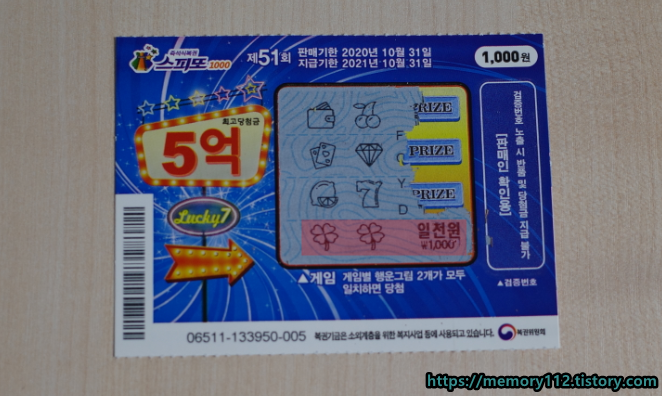 즉석식복권
스피또1000
제51회
판매기한 2020년 10월 31일
지급기한 2021년 10월 31일
1,000원
최고당첨금
5억
Lucky7
PRIZE
F
PRIZE
C
Y
PRIZE
D
7
일천원
₩1,000
▲게임 게임별 행운그림 2개가 모두
일치하면 당첨
검증번호 노출 시 반품 및 당첨금 지급 불가
[판매인 확인용]
▲검증번호
06511-133950-005
복권기금은 소외계층을 위한 복지사업 등에 사용되고 있습니다.
복권위원회
https://memory112.tistory.com